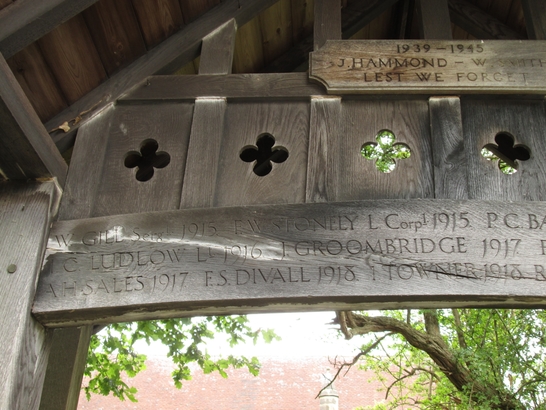 1939 – 1945
J. HAMMOND – W.
LEST WE FORGET
W. GILL Sergt 1915 F.W. STONLY L Corpl 1915 P.C.
C LUDLOW Lt 1916 J. GROOMBRIDGE 1917
A.H. SALES 1917 F.S. DIVALL 1918 J TOWNER 1918